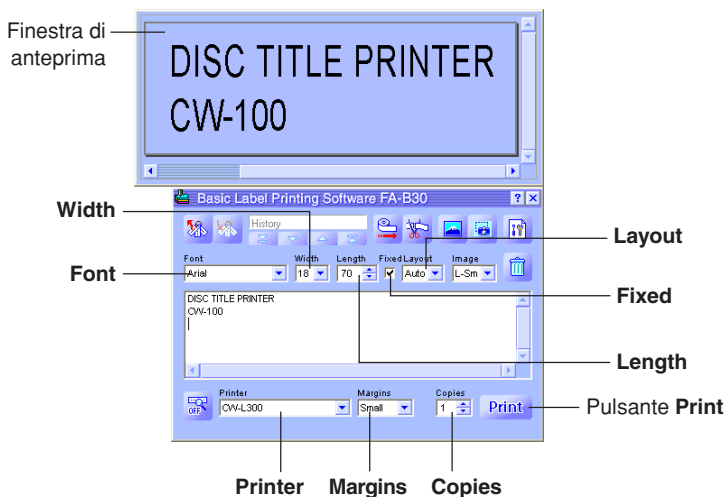 Finestra di
anteprima
DISC TITLE PRINTER
CW-100
Basic Label Printing Software FA-B30
Width
History
Layout
Font
Font Width Length Fixed Layout Image
Arial 18 70 Auto L-Sm
Fixed
DISC TITLE PRINTER
CW-100
Length
Printer Margins Copies
OFF CW-L300 Small 1 Print
Pulsante Print
Printer Margins Copies